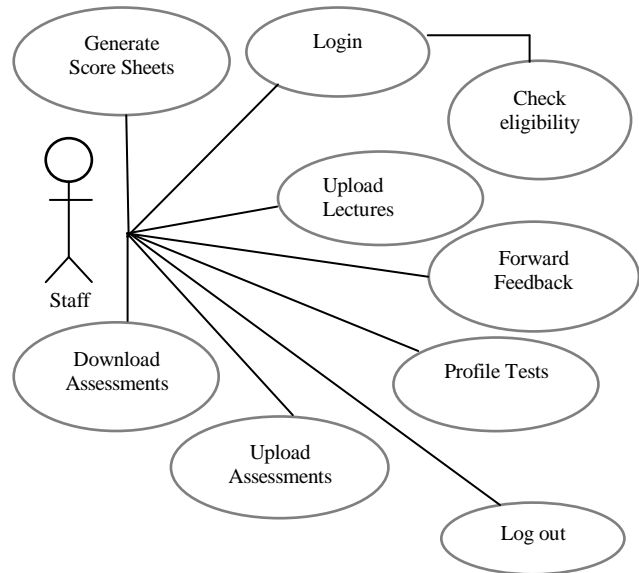 Generate
Score Sheets
Login
Check
eligibility
Upload
Lectures
Forward
Feedback
Staff
Download
Assessments
Profile Tests
Upload
Assessments
Log out